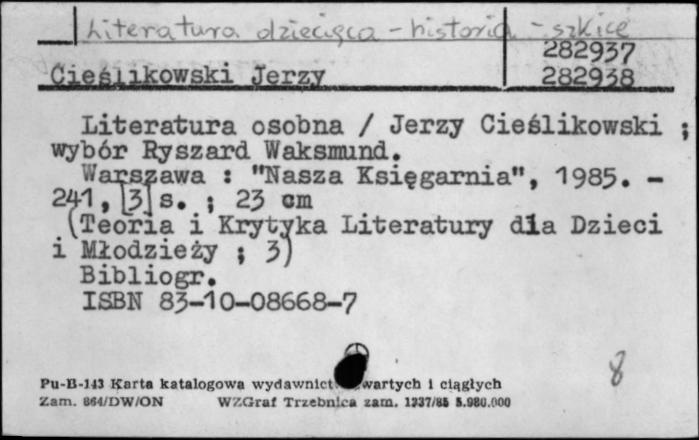 Literatura dziecięca - historia - szkice
282937
Cieślikowski Jerzy 282938
Literatura osobna / Jerzy Cieślikowski ;
wybór Ryszard Waksmund.
Warszawa : "Nasza Księgarnia", 1985. -
241, [3] s. ; 23 cm
(Teoria i Krytyka Literatury dla Dzieci
i Młodzieży ; 3)
Bibliogr.
ISBN 83-10-08668-7
8
Pu-B-143 Karta katalogowa wydawnict wartych i ciągłych
Zam. 864/DW/ON WZGraf Trzebnica zam. 1237/85 5.980.000